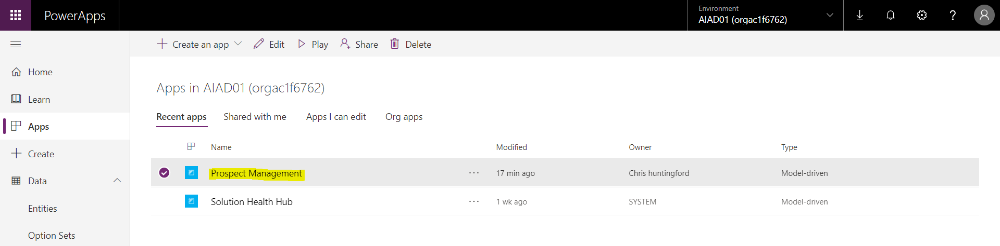 PowerApps
Environment
AIAD01 (orgac1f6762)
Create an app
Edit
Play
Share
Delete
Home
Learn
Apps
Create
Data
Entities
Option Sets
Apps in AIAD01 (orgac1f6762)
Recent apps Shared with me Apps I can edit Org apps
Name Modified Owner Type
Prospect Management ... 17 min ago Chris huntingford Model-driven
Solution Health Hub ... 1 wk ago SYSTEM Model-driven